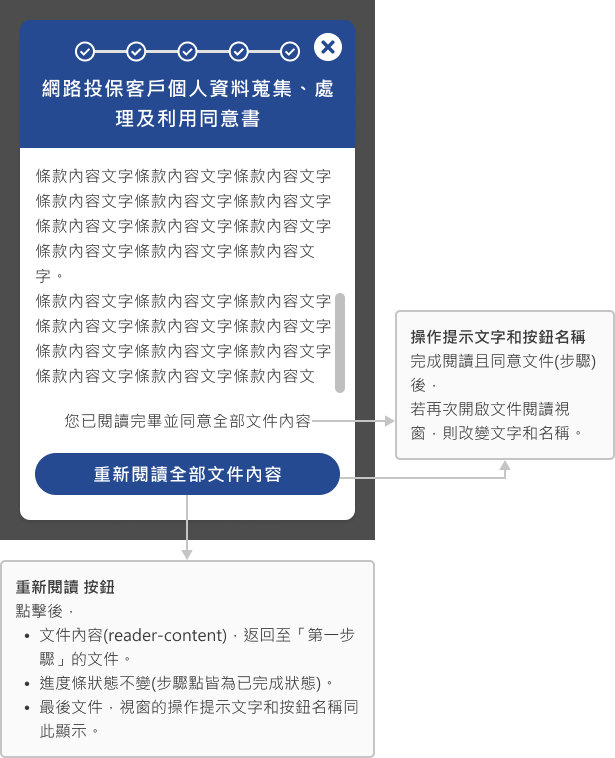 網路投保客戶個人資料蒐集、處
理及利用同意書
條款內容文字條款內容文字條款內容文字
條款內容文字條款內容文字條款內容文字
條款內容文字條款內容文字條款內容文字
條款內容文字條款內容文字條款內容文
字。
條款內容文字條款內容文字條款內容文字
條款內容文字條款內容文字條款內容文字
條款內容文字條款內容文字條款內容文字
條款內容文字條款內容文字條款內容文
您已閱讀完畢並同意全部文件內容
重新閱讀全部文件內容
操作提示文字和按鈕名稱
完成閱讀且同意文件(步驟)
後，
若再次開啟文件閱讀視
窗，則改變文字和名稱。
重新閱讀 按鈕
點擊後，
• 文件內容(reader-content)，返回至「第一步
驟」的文件。
• 進度條狀態不變(步驟點皆為已完成狀態)。
• 最後文件，視窗的操作提示文字和按鈕名稱同
此顯示。